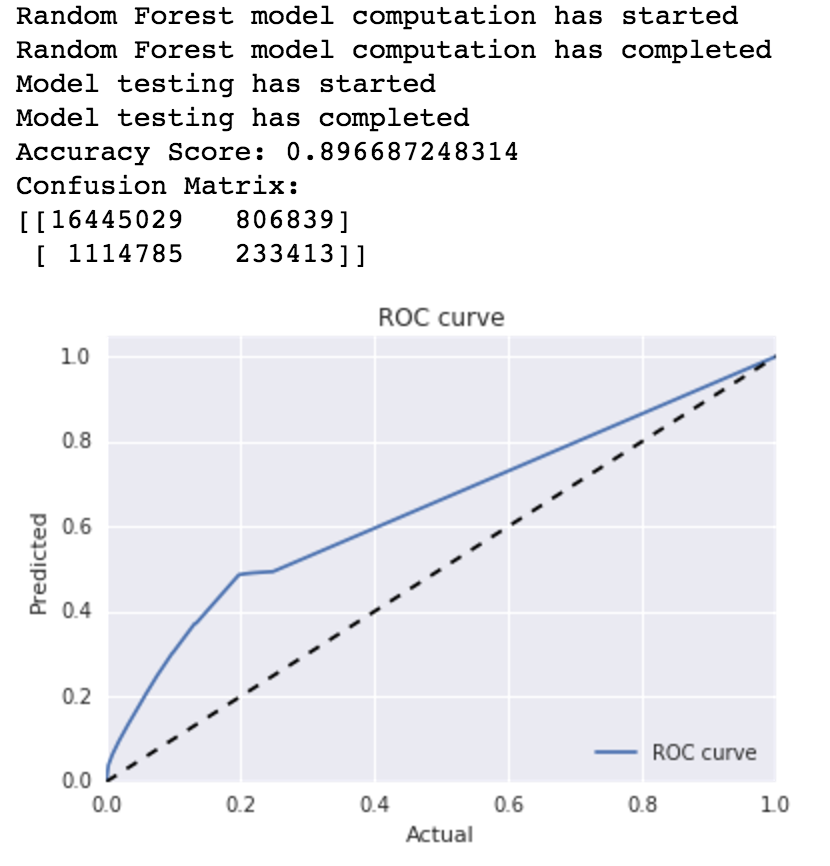 Random Forest model computation has started
Random Forest model computation has completed
Model testing has started
Model testing has completed
Accuracy Score: 0.896687248314
Confusion Matrix:
[[16445029   806839]
 [ 1114785   233413]]
ROC curve
1.0
0.8
0.6
0.4
0.2
0.0
Predicted
ROC curve
0.0 0.2 0.4 0.6 0.8 1.0
Actual